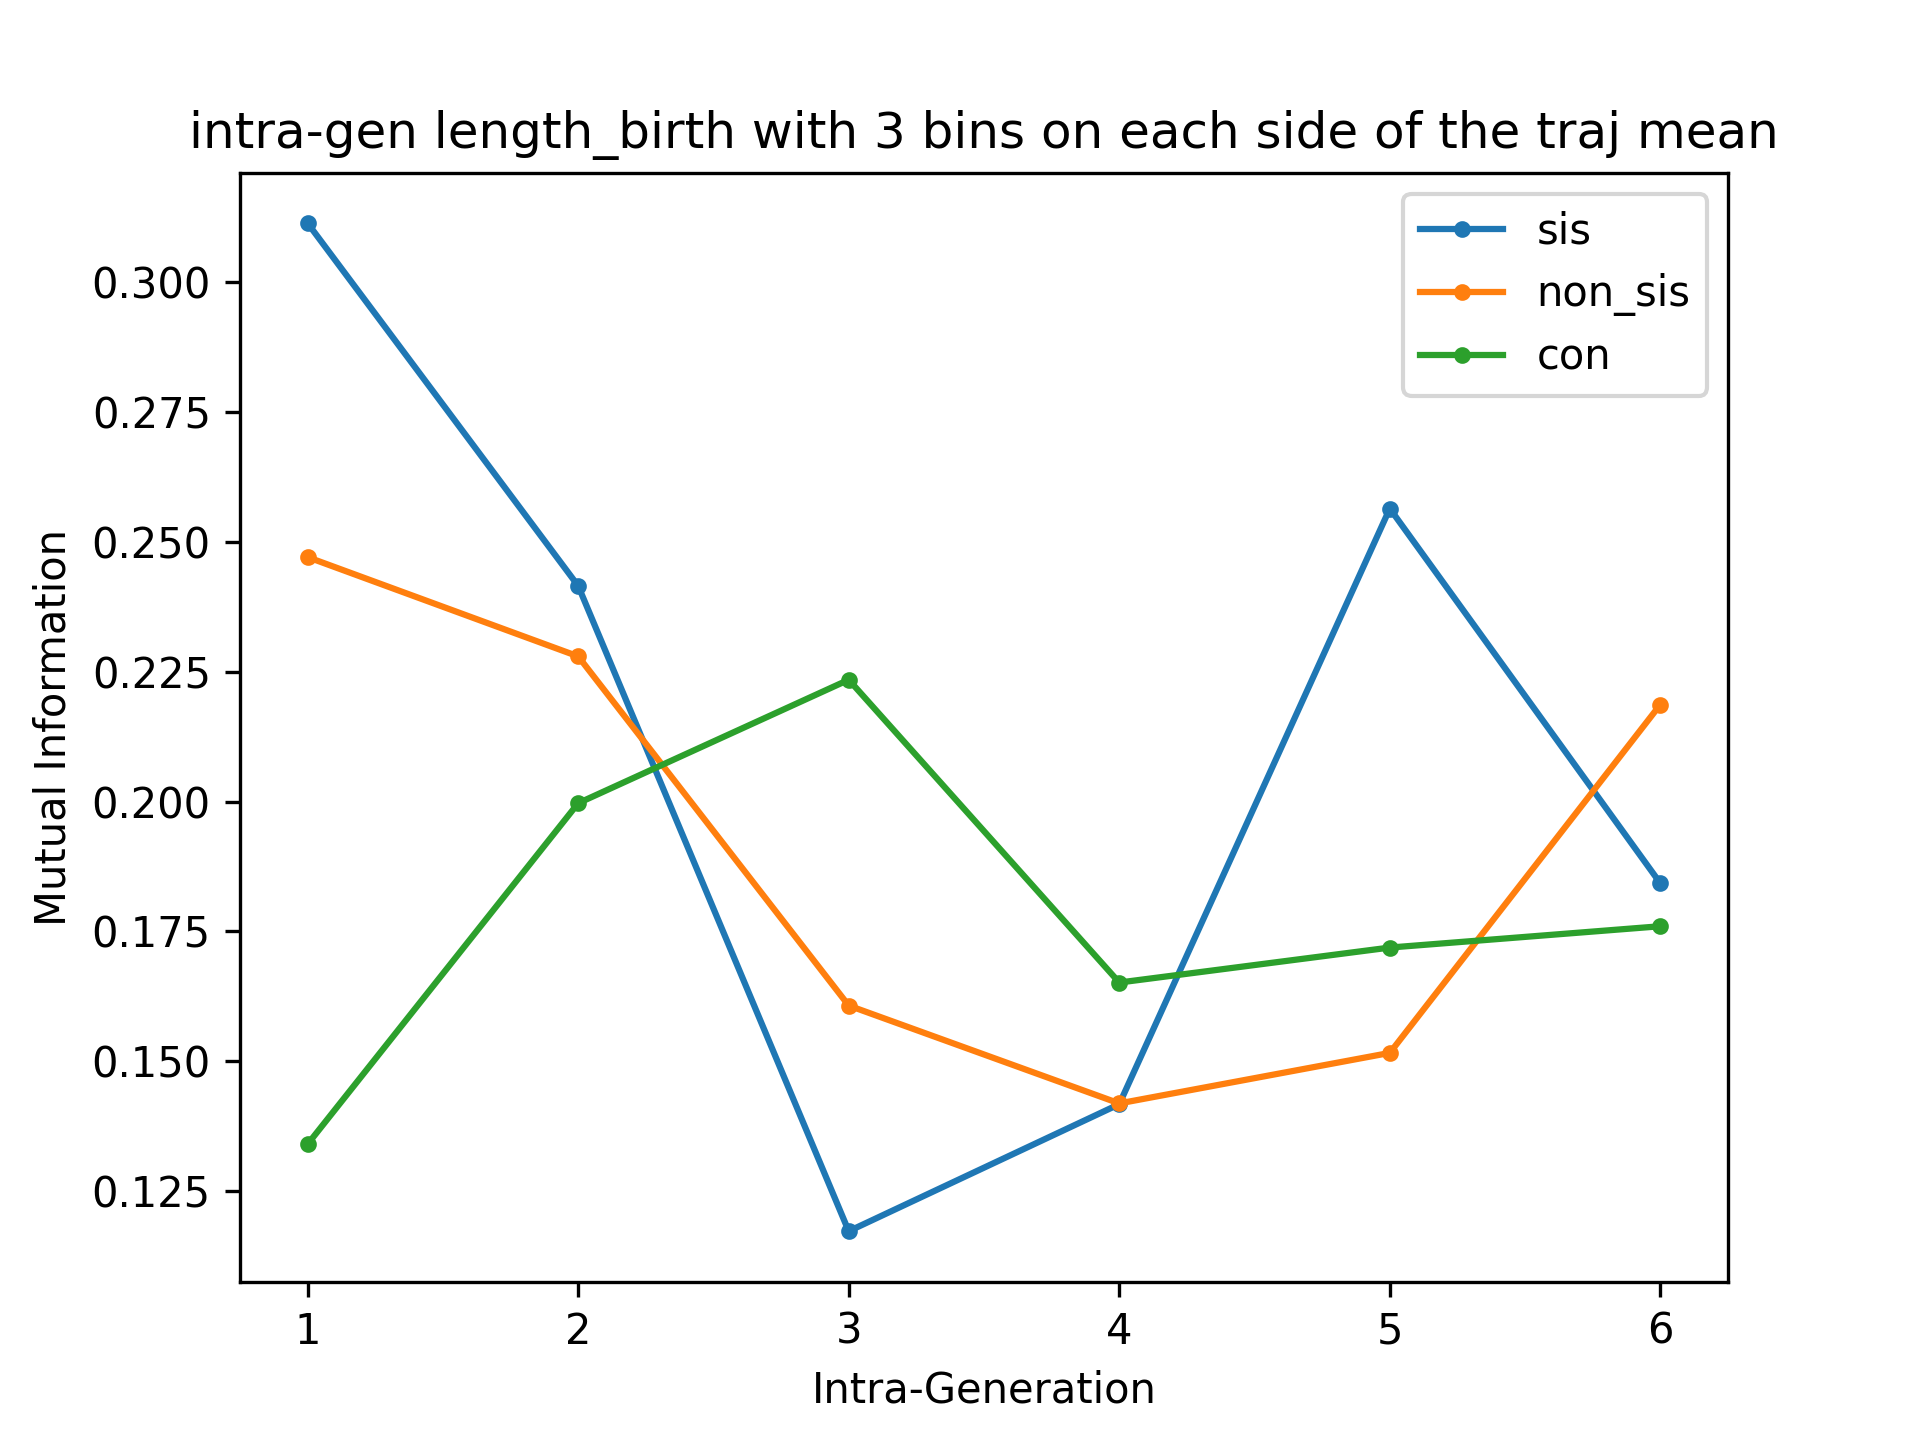 intra-gen length_birth with 3 bins on each side of the traj mean
sis
non_sis
con
0.300
0.275
0.250
0.225
0.200
0.175
0.150
0.125
Mutual Information
1 2 3 4 5 6
Intra-Generation